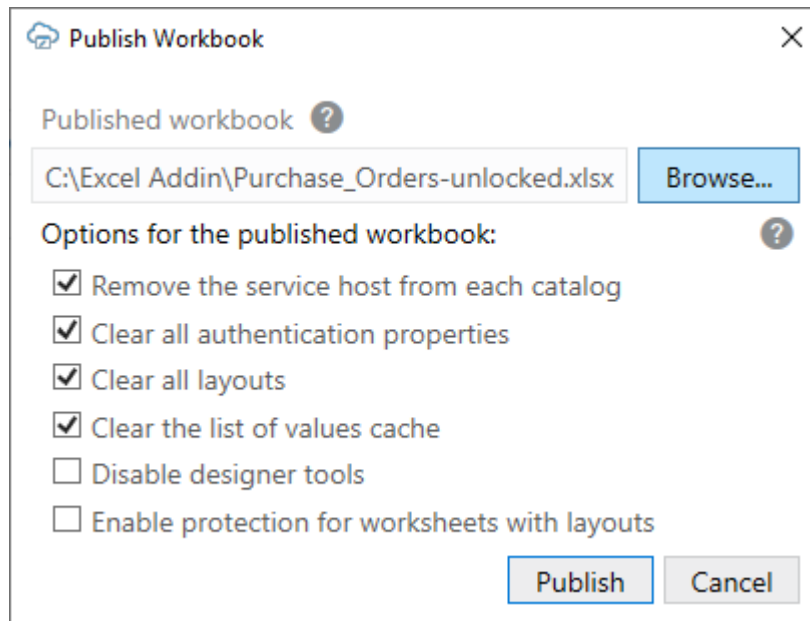 Publish Workbook
Published workbook ?
C:\Excel Addin\Purchase_Orders-unlocked.xlsx Browse...
Options for the published workbook: ?
Remove the service host from each catalog
Clear all authentication properties
Clear all layouts
Clear the list of values cache
Disable designer tools
Enable protection for worksheets with layouts
Publish Cancel